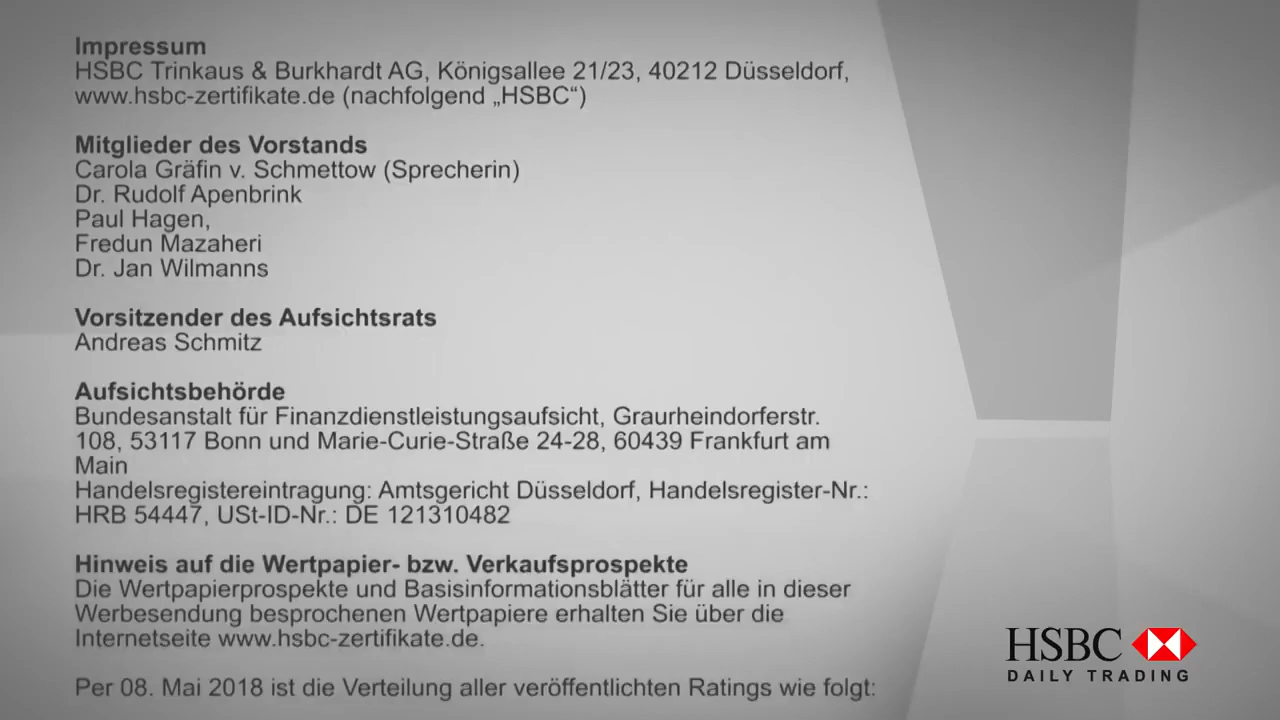 Impressum
HSBC Trinkaus & Burkhardt AG, Königsallee 21/23, 40212 Düsseldorf,
www.hsbc-zertifikate.de (nachfolgend „HSBC“)
Mitglieder des Vorstands
Carola Gräfin v. Schmettow (Sprecherin)
Dr. Rudolf Apenbrink
Paul Hagen,
Fredun Mazaheri
Dr. Jan Wilmanns
Vorsitzender des Aufsichtsrats
Andreas Schmitz
Aufsichtsbehörde
Bundesanstalt für Finanzdienstleistungsaufsicht, Graurheindorferstr.
108, 53117 Bonn und Marie-Curie-Straße 24-28, 60439 Frankfurt am
Main
Handelsregistereintragung: Amtsgericht Düsseldorf, Handelsregister-Nr.:
HRB 54447, USt-ID-Nr.: DE 121310482
Hinweis auf die Wertpapier- bzw. Verkaufsprospekte
Die Wertpapierprospekte und Basisinformationsblätter für alle in dieser
Werbesendung besprochenen Wertpapiere erhalten Sie über die
Internetseite www.hsbc-zertifikate.de.
Per 08. Mai 2018 ist die Verteilung aller veröffentlichten Ratings wie folgt:
HSBC
DAILY TRADING